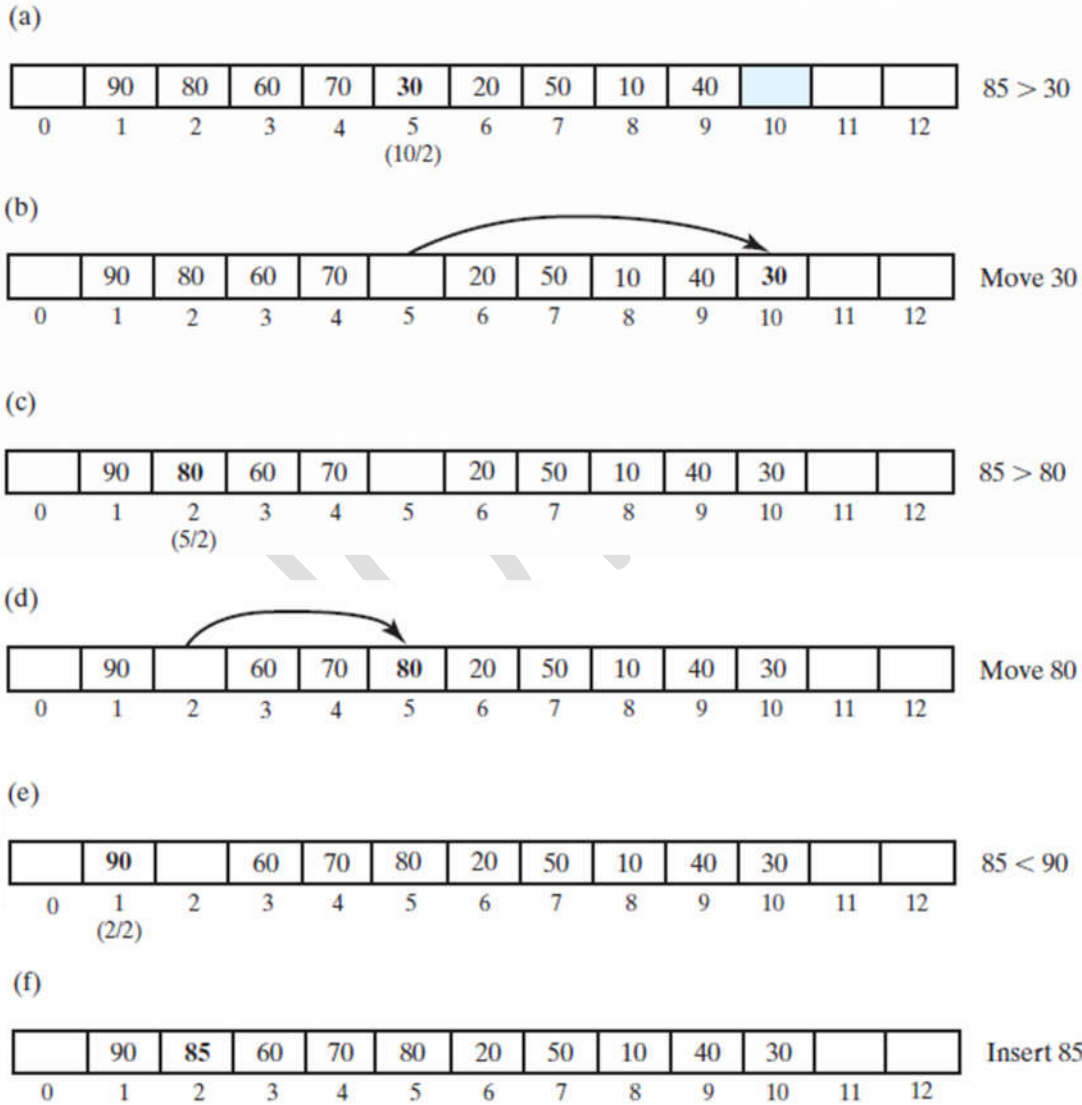 (a)
90 80 60 70 30 20 50 10 40 85 > 30
0 1 2 3 4 5 6 7 8 9 10 11 12
(10/2)
(b)
90 80 60 70 20 50 10 40 30 Move 30
0 1 2 3 4 5 6 7 8 9 10 11 12
(c)
90 80 60 70 20 50 10 40 30 85 > 80
0 1 2 3 4 5 6 7 8 9 10 11 12
(5/2)
(d)
90 60 70 80 20 50 10 40 30 Move 80
0 1 2 3 4 5 6 7 8 9 10 11 12
(e)
90 60 70 80 20 50 10 40 30 85 < 90
0 1 2 3 4 5 6 7 8 9 10 11 12
(2/2)
(f)
90 85 60 70 80 20 50 10 40 30 Insert 85
0 1 2 3 4 5 6 7 8 9 10 11 12